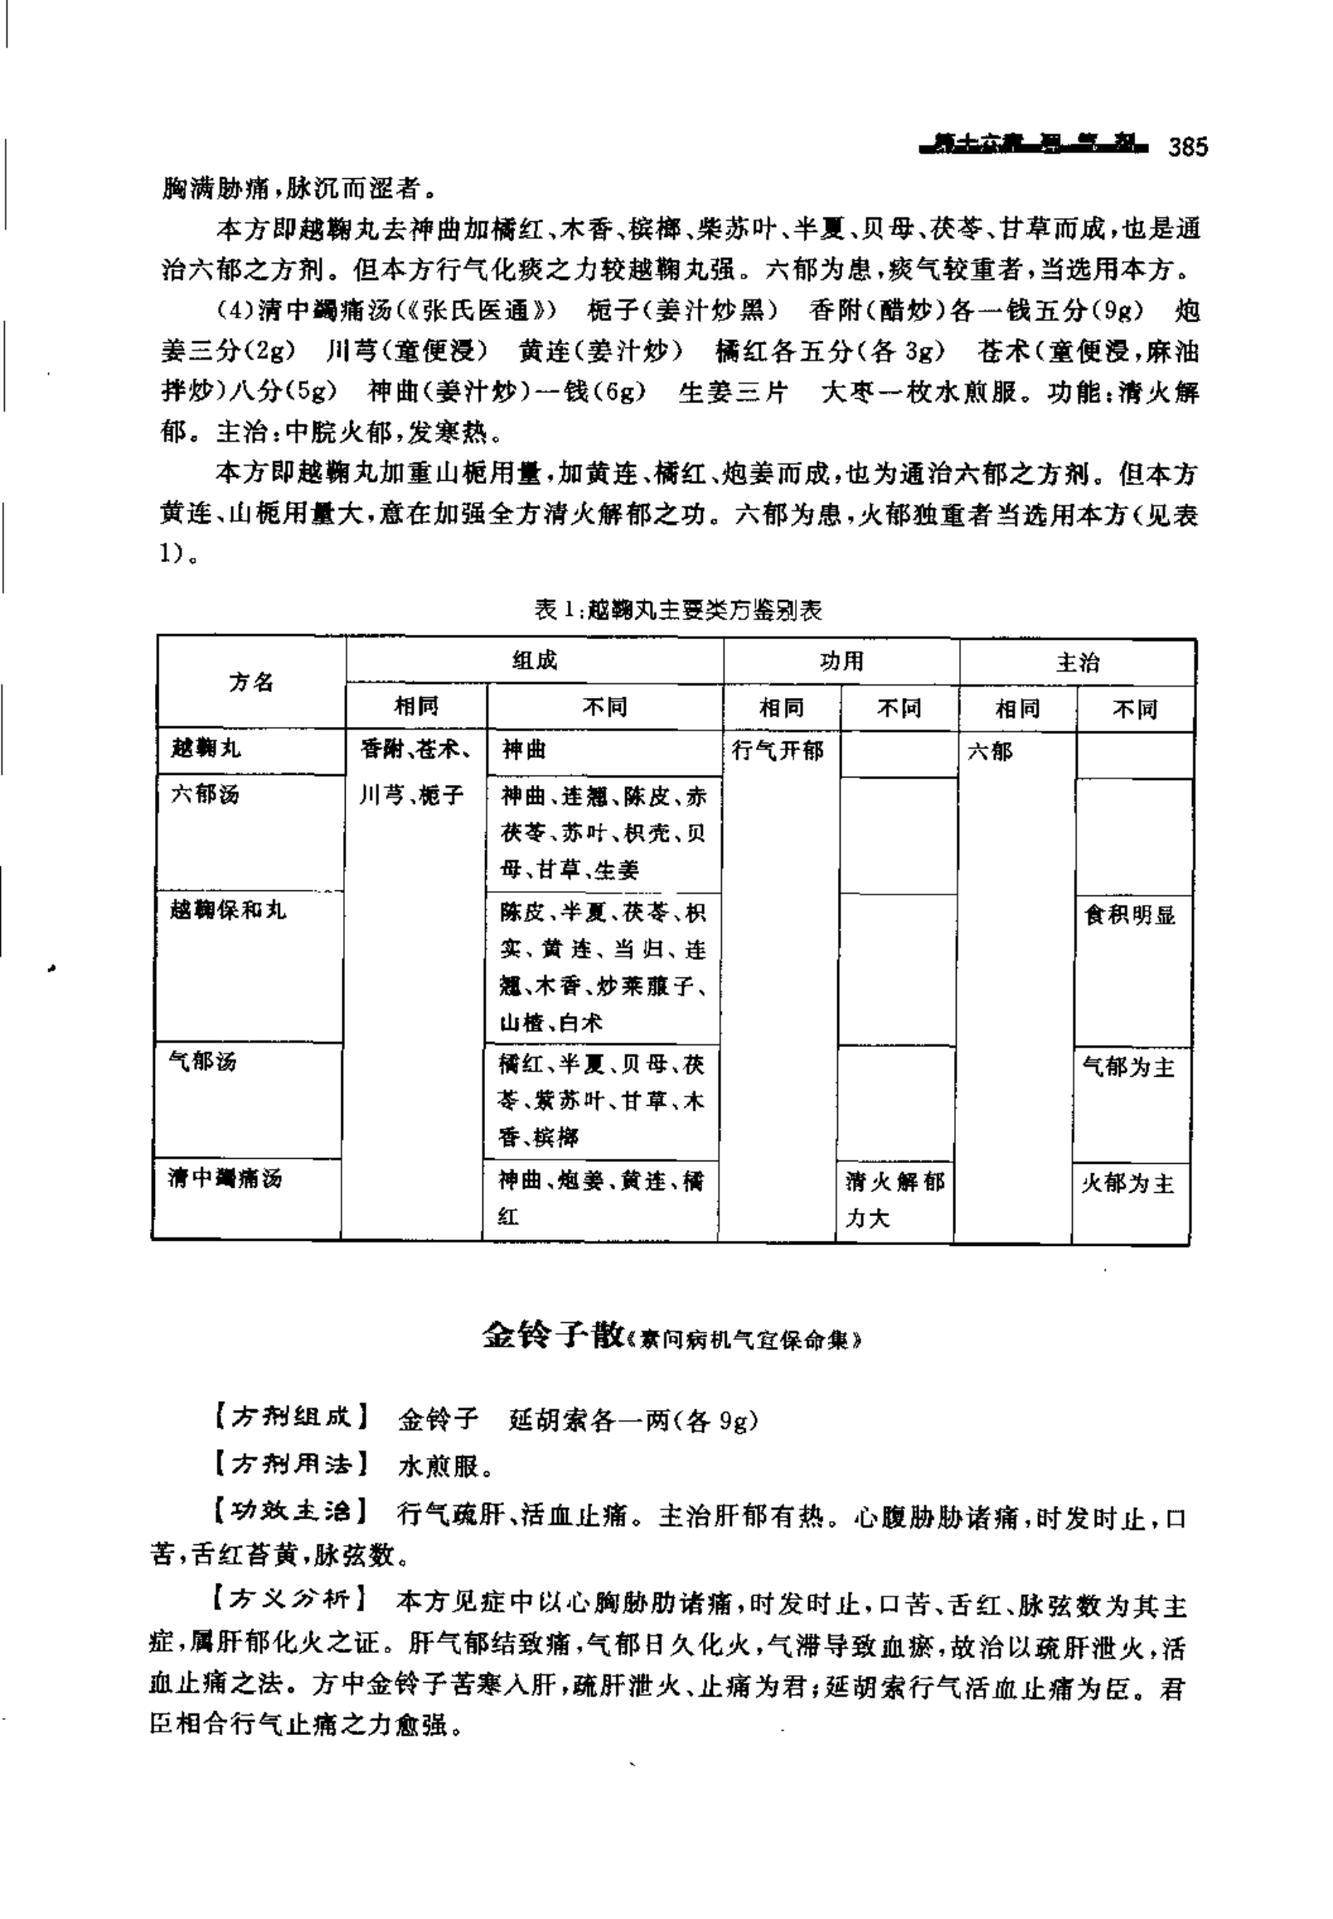 第十六章 理气剂 385
胸满胁痛，脉沉而涩者。
本方即越鞠丸去神曲加橘红、木香、槟榔、柴苏叶、半夏、贝母、茯苓、甘草而成，也是通
治六郁之方剂。但本方行气化痰之力较越鞠丸强。六郁为患，痰气较重者，当选用本方。
(4)清中蠲痛汤(《张氏医通》) 栀子(姜汁炒黑) 香附(醋炒)各一钱五分(9g) 炮
姜三分(2g) 川芎(童便浸) 黄连(姜汁炒) 橘红各五分(各3g) 苍术(童便浸，麻油
拌炒)八分(5g) 神曲(姜汁炒)一钱(6g) 生姜三片 大枣一枚水煎服。功能：清火解
郁。主治：中脘火郁，发寒热。
本方即越鞠丸加重山栀用量，加黄连、橘红、炮姜而成，也为通治六郁之方剂。但本方
黄连、山栀用量大，意在加强全方清火解郁之功。六郁为患，火郁独重者当选用本方(见表
1)。
表1：越鞠丸主要类方鉴别表
方名 组成 功用 主治
相同 不同 相同 不同 相同 不同
越鞠丸 香附、苍术、 神曲 行气开郁 六郁
六郁汤 川芎、栀子 神曲、连翘、陈皮、赤
茯苓、苏叶、枳壳、贝
母、甘草、生姜
越鞠保和丸 陈皮、半夏、茯苓、枳 食积明显
实、黄连、当归、连
翘、木香、炒莱菔子、
山楂、白术
气郁汤 橘红、半夏、贝母、茯 气郁为主
苓、紫苏叶、甘草、木
香、槟榔
清中蠲痛汤 神曲、炮姜、黄连、橘 清火解郁 火郁为主
红 力大
金铃子散《素问病机气宜保命集》
【方剂组成】 金铃子 延胡索各一两(各9g)
【方剂用法】 水煎服。
【功效主治】 行气疏肝、活血止痛。主治肝郁有热。心腹胁肋诸痛，时发时止，口
苦，舌红苔黄，脉弦数。
【方义分析】 本方见症中以心胸胁肋诸痛，时发时止，口苦、舌红、脉弦数为其主
症，属肝郁化火之证。肝气郁结致痛，气郁日久化火，气滞导致血瘀，故治以疏肝泄火，活
血止痛之法。方中金铃子苦寒入肝，疏肝泄火、止痛为君；延胡索行气活血止痛为臣。君
臣相合行气止痛之力愈强。